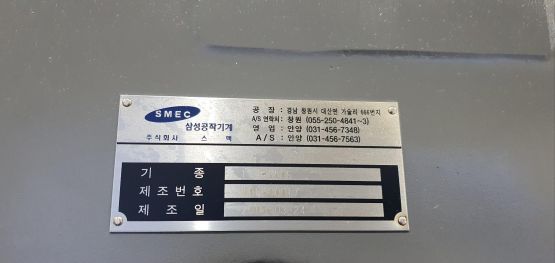 SMEC
삼성공작기계
주식회사 스맥
공 장 : 경남 창원시 대산면 가술리 666번지
A/S 연락처: 창원 (055-250-4841~3)
영 업 : 안양 (031-456-7348)
A / S : 안양 (031-456-7563)
기 종
제 조 번 호
제 조 일